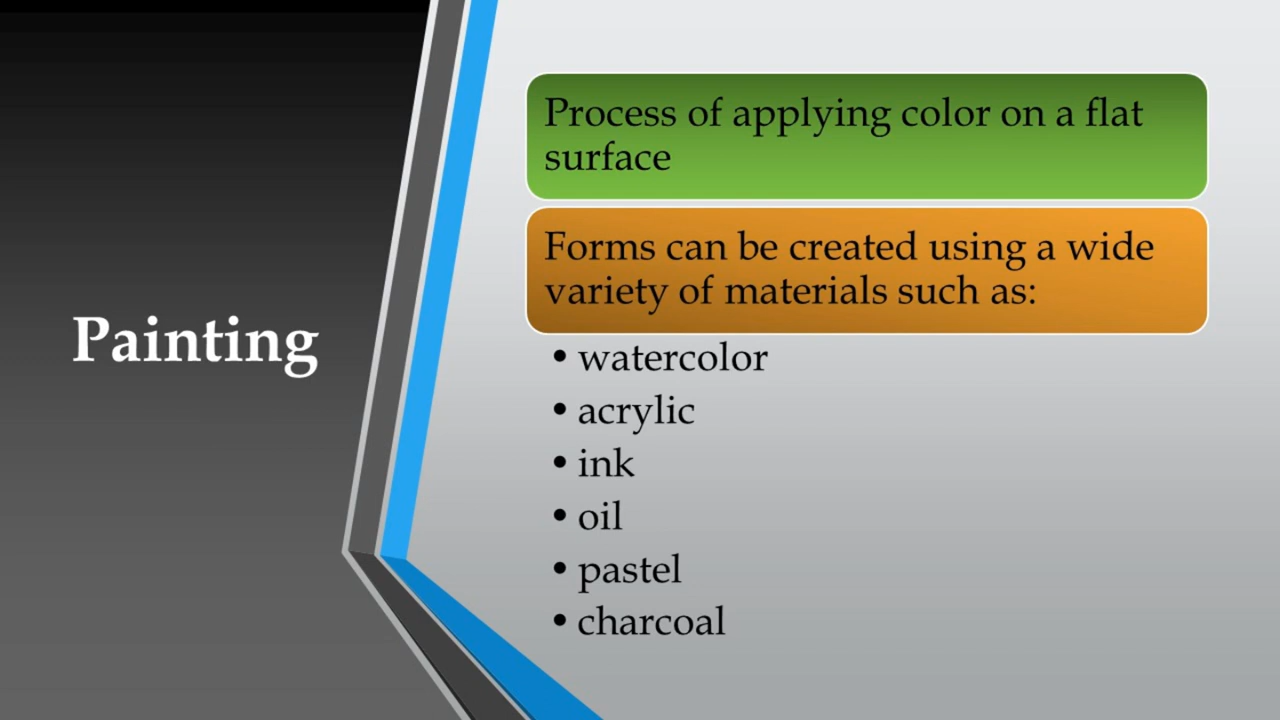 Painting
Process of applying color on a flat
surface
Forms can be created using a wide
variety of materials such as:
• watercolor
• acrylic
• ink
• oil
• pastel
• charcoal